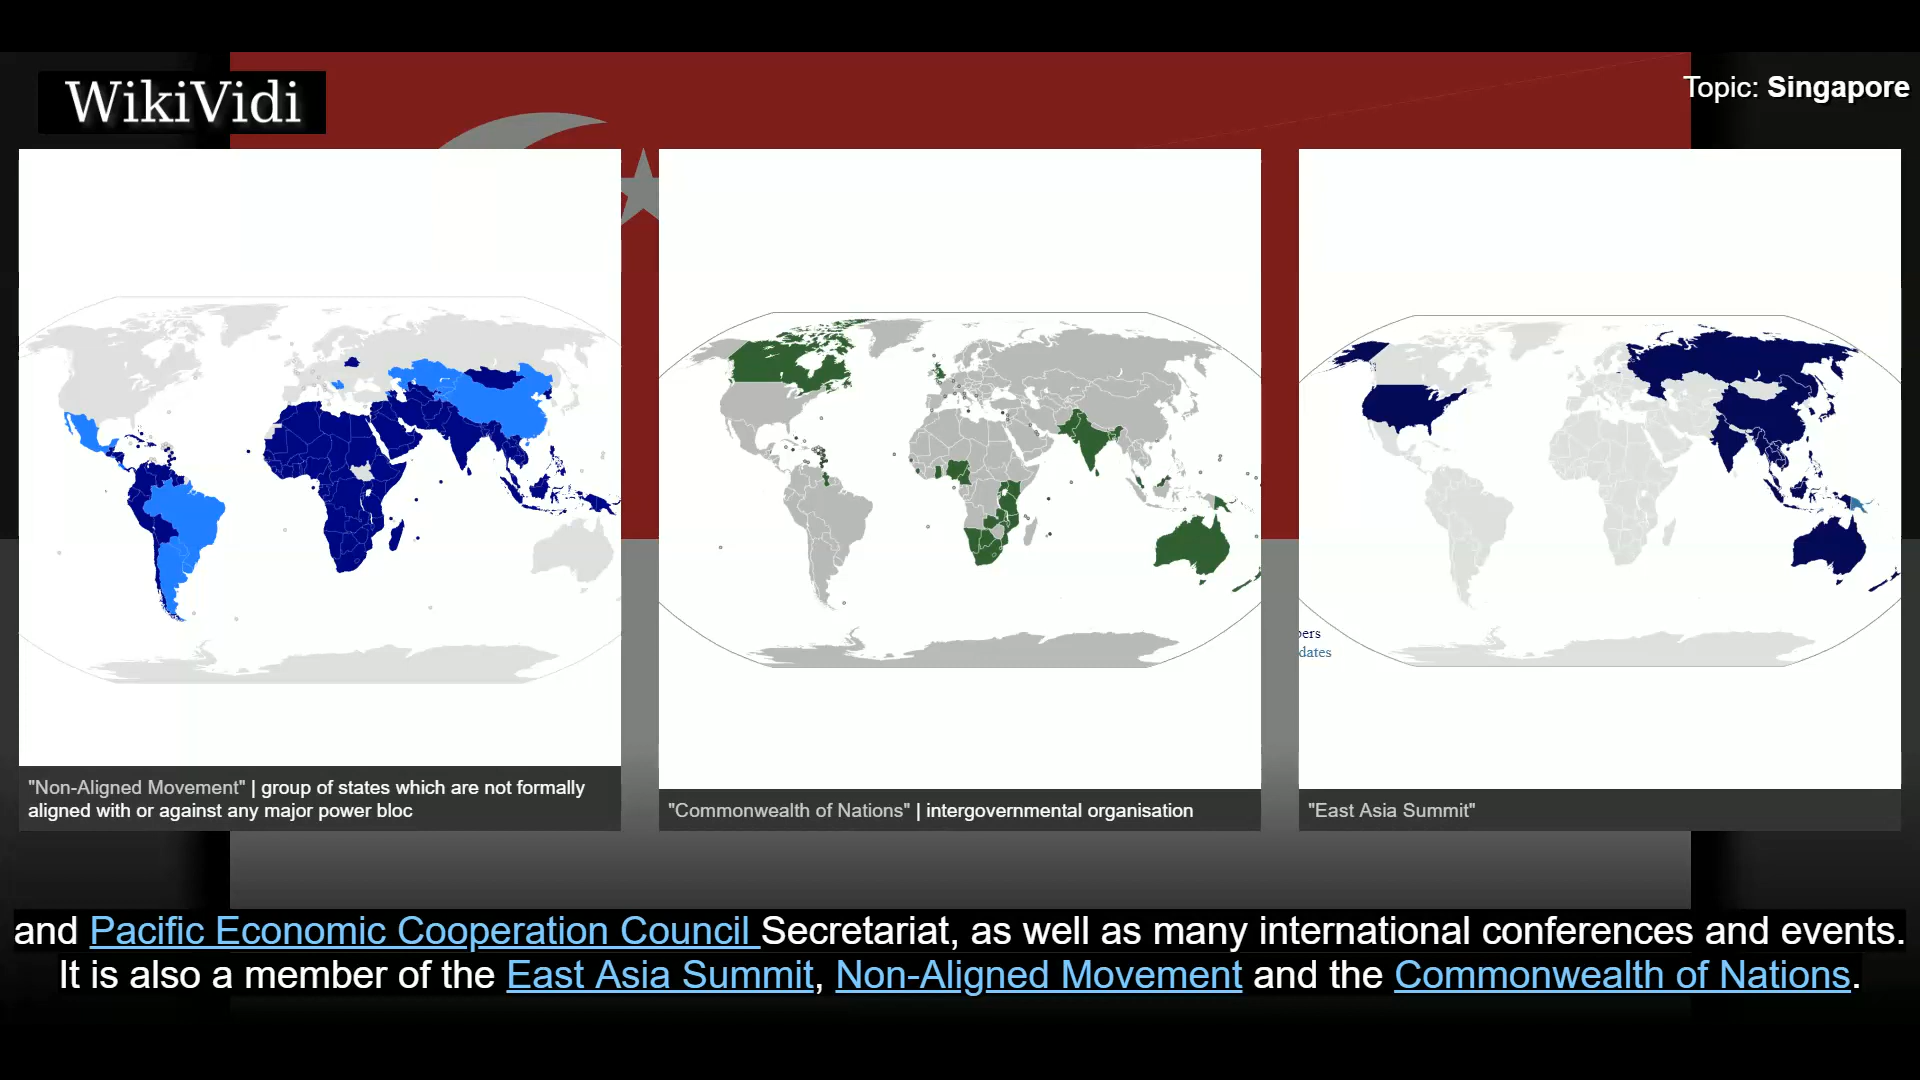 WikiVidi
Topic: Singapore
pers
dates
"Non-Aligned Movement" | group of states which are not formally
aligned with or against any major power bloc
"Commonwealth of Nations" | intergovernmental organisation
"East Asia Summit"
and Pacific Economic Cooperation Council Secretariat, as well as many international conferences and events.
It is also a member of the East Asia Summit, Non-Aligned Movement and the Commonwealth of Nations.